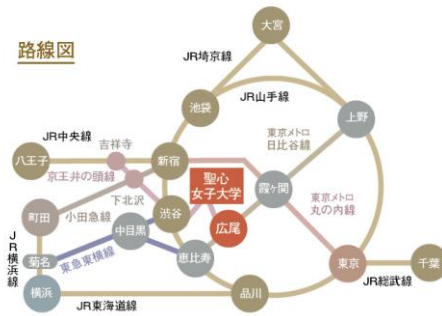 路線図
大宮
JR埼京線
池袋
JR山手線
上野
JR中央線
吉祥寺
東京メトロ
日比谷線
八王子
新宿
京王井の頭線
聖心
女子大学
霞ヶ関
下北沢
町田
小田急線
渋谷
広尾
東京メトロ
丸の内線
中目黒
JR横浜線
菊名
東急東横線
恵比寿
東京
千葉
JR総武線
横浜
JR東海道線
品川